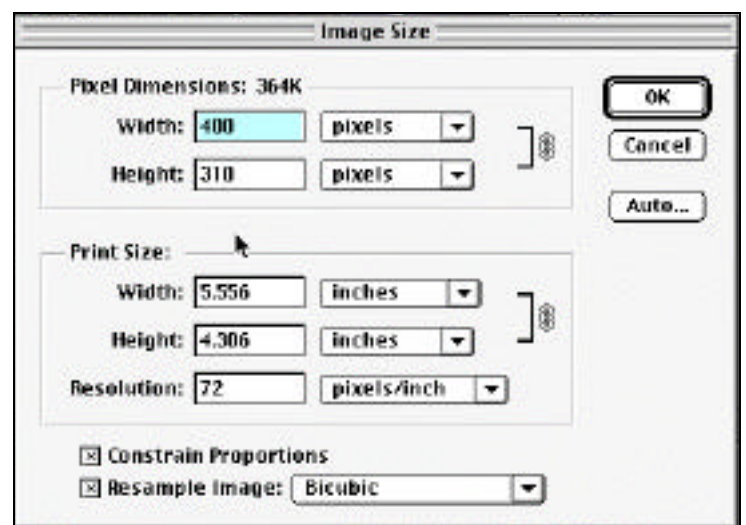 Image Size
Pixel Dimensions: 364K
OK
Width: 400 pixels
Cancel
Height: 310 pixels
Auto...
Print Size:
Width: 5.556 inches
Height: 4.306 inches
Resolution: 72 pixels/inch
Constrain Proportions
Resample Image: Bicubic